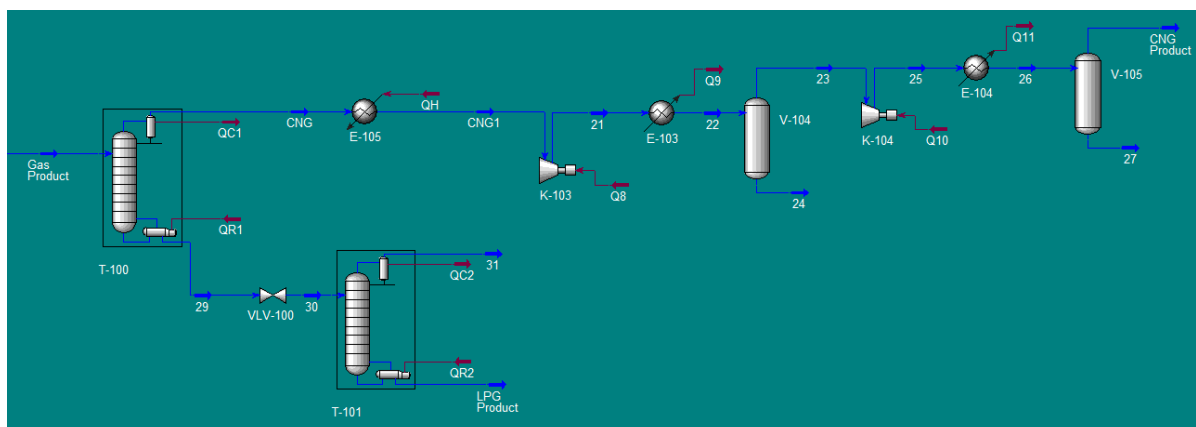 CNG
Product
Q11
Q9
23
25
26
V-105
E-104
QH
21
22
V-104
K-104
Q10
CNG
CNG1
QC1
E-105
E-103
27
Gas
Product
K-103
Q8
24
QR1
T-100
31
QC2
29
30
VLV-100
QR2
LPG
Product
T-101